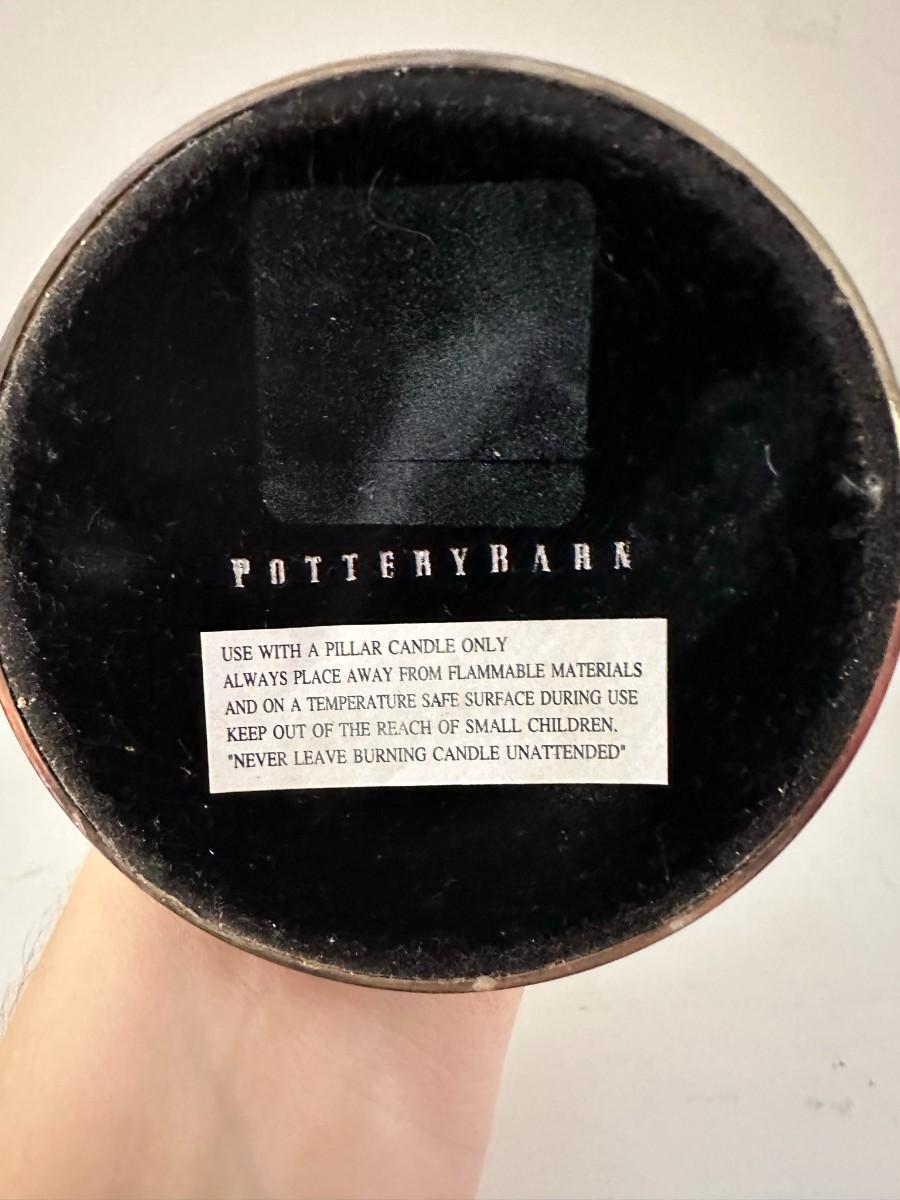 POTTERYBARN
USE WITH A PILLAR CANDLE ONLY
ALWAYS PLACE AWAY FROM FLAMMABLE MATERIALS
AND ON A TEMPERATURE SAFE SURFACE DURING USE
KEEP OUT OF THE REACH OF SMALL CHILDREN.
"NEVER LEAVE BURNING CANDLE UNATTENDED"